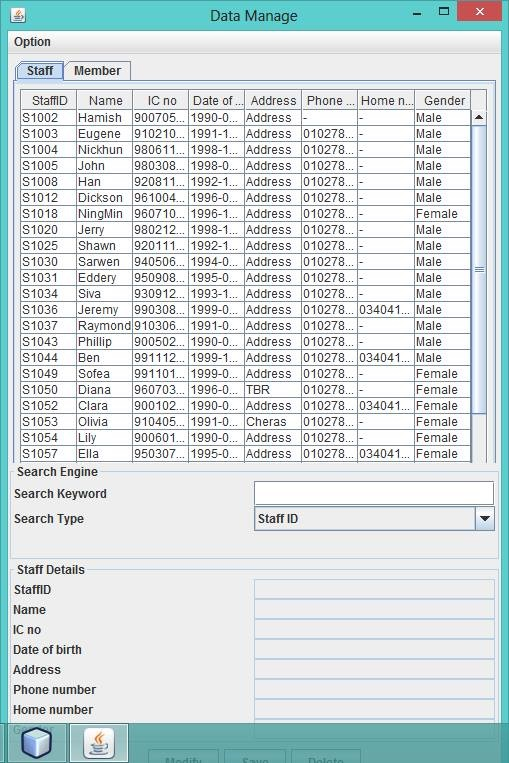 Data Manage
Option
Staff Member
StaffID Name IC no Date of ... Address Phone ... Home n... Gender
S1002 Hamish 900705... 1990-0... Address - - Male
S1003 Eugene 910210... 1991-1... Address 010278... - Male
S1004 Nickhun 980611... 1998-1... Address 010278... - Male
S1005 John 980308... 1998-0... Address 010278... - Male
S1008 Han 920811... 1992-1... Address 010278... - Male
S1012 Dickson 961004... 1996-0... Address 010278... - Male
S1018 NingMin 960710... 1996-1... Address 010278... - Female
S1020 Jerry 980212... 1998-1... Address 010278... - Male
S1025 Shawn 920111... 1992-1... Address 010278... - Male
S1030 Sarwen 940506... 1994-0... Address 010278... - Male
S1031 Eddery 950908... 1995-0... Address 010278... - Male
S1034 Siva 930912... 1993-1... Address 010278... - Male
S1036 Jeremy 990308... 1999-0... Address 010278... 034041... Male
S1037 Raymond 910306... 1991-0... Address 010278... - Male
S1043 Phillip 900502... 1990-0... Address 010278... - Male
S1044 Ben 991112... 1999-1... Address 010278... 034041... Male
S1049 Sofea 991101... 1999-0... Address 010278... - Female
S1050 Diana 960703... 1996-0... TBR 010278... - Female
S1052 Clara 900102... 1990-0... Address 010278... 034041... Female
S1053 Olivia 910405... 1991-0... Cheras 010278... - Female
S1054 Lily 900601... 1990-0... Address 010278... - Female
S1057 Ella 950307... 1995-0... Address 010278... 034041... Female
Search Engine
Search Keyword
Search Type Staff ID
Staff Details
StaffID
Name
IC no
Date of birth
Address
Phone number
Home number
Gender
Modify Save Delete